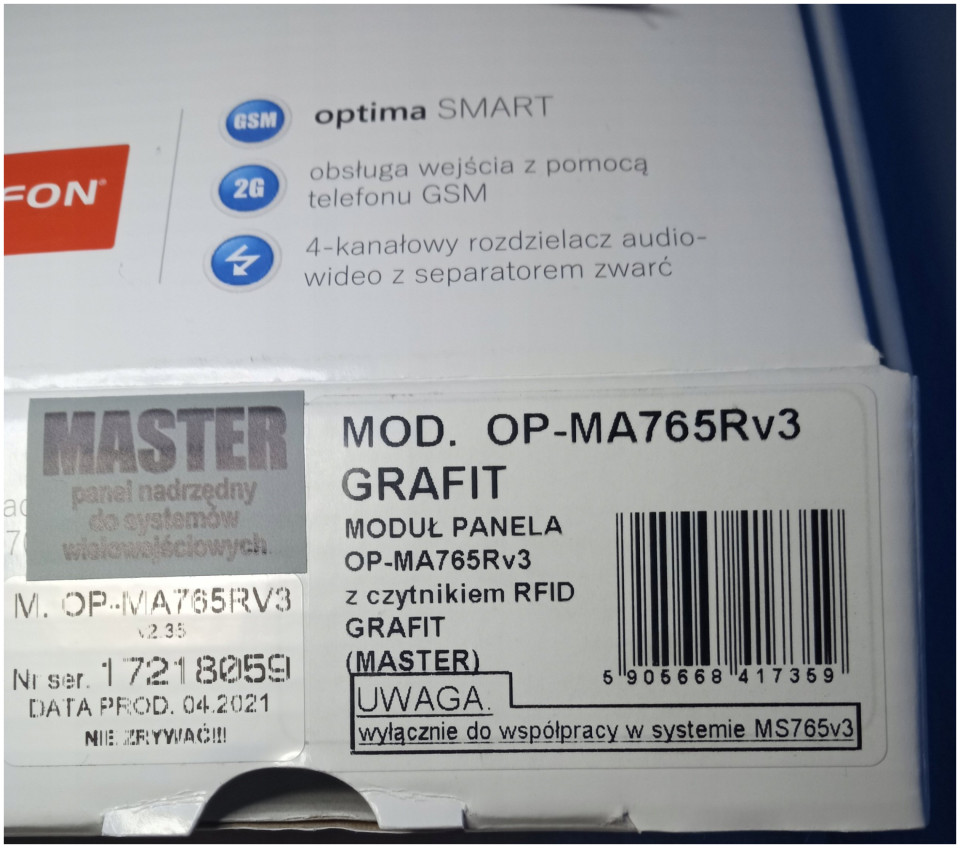 GSM
optima SMART
2G
obsługa wejścia z pomocą
telefonu GSM
4-kanałowy rozdzielacz audio-
wideo z separatorem zwarć
FON®
MASTER
panel nadrzędny
do systemów
wielowejściowych
M. OP-MA765RV3
v2.35
Nr ser. 17218059
DATA PROD. 04.2021
NIE ZRYWAĆ!!!
MOD. OP-MA765Rv3
GRAFIT
MODUŁ PANELA
OP-MA765Rv3
z czytnikiem RFID
GRAFIT
(MASTER)
5 905668 417359
UWAGA.
wyłącznie do współpracy w systemie MS765v3